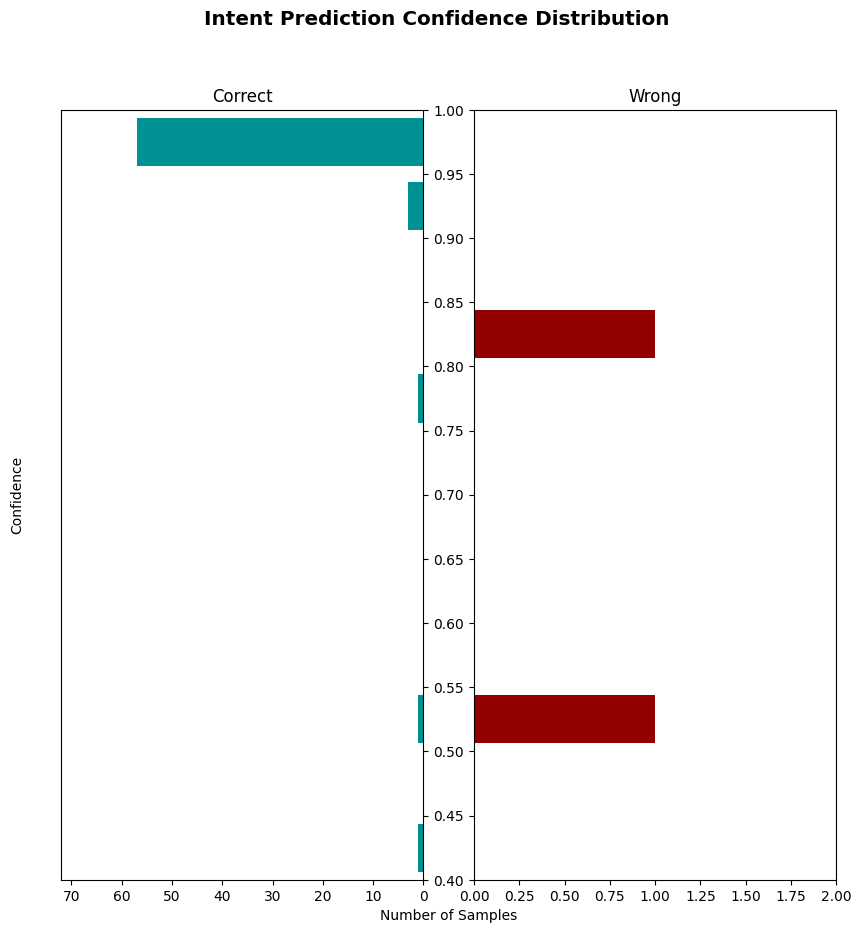 Intent Prediction Confidence Distribution
Correct
Wrong
1.00
0.95
0.90
0.85
0.80
0.75
0.70
0.65
0.60
0.55
0.50
0.45
0.40
Confidence
70 60 50 40 30 20 10 0
0.00 0.25 0.50 0.75 1.00 1.25 1.50 1.75 2.00
Number of Samples